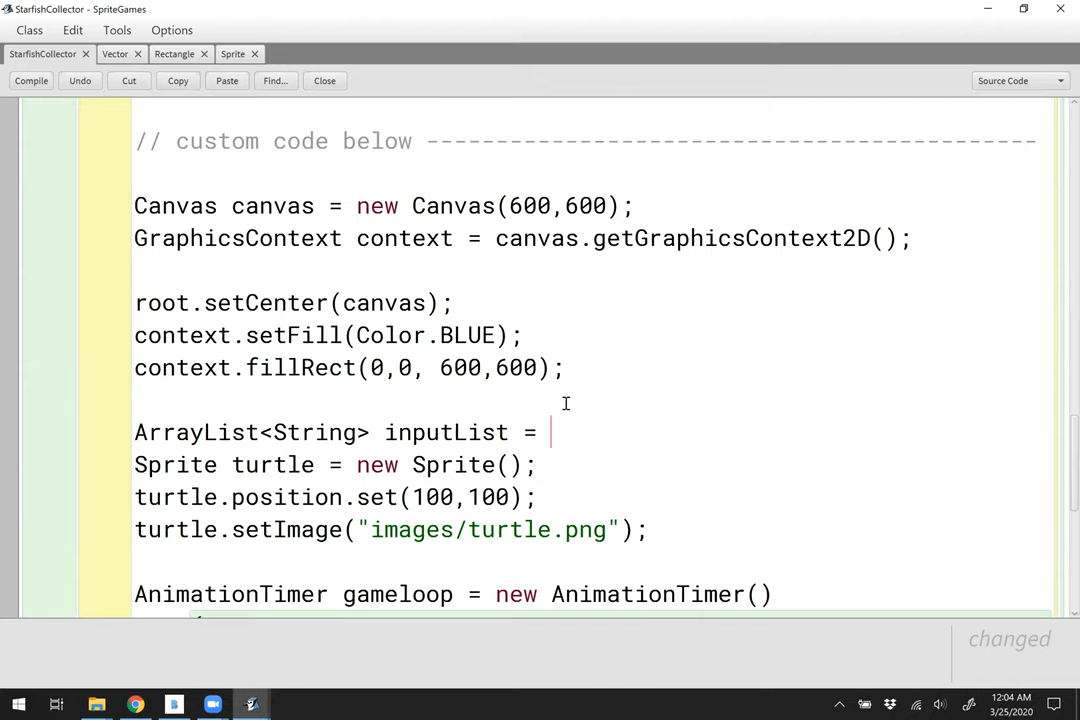 StarfishCollector - SpriteGames
Class Edit Tools Options
StarfishCollector Vector Rectangle Sprite
Compile Undo Cut Copy Paste Find... Close Source Code
// custom code below --------------------------------------------
Canvas canvas = new Canvas(600,600);
GraphicsContext context = canvas.getGraphicsContext2D();
root.setCenter(canvas);
context.setFill(Color.BLUE);
context.fillRect(0,0, 600,600);
ArrayList<String> inputList =
Sprite turtle = new Sprite();
turtle.position.set(100,100);
turtle.setImage("images/turtle.png");
AnimationTimer gameloop = new AnimationTimer()
changed
12:04 AM
3/25/2020